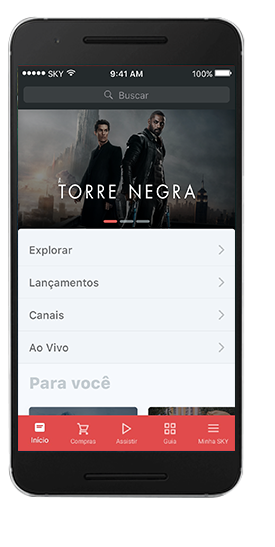 SKY 9:41 AM 100%
Buscar
A TORRE NEGRA
Explorar
Lançamentos
Canais
Ao Vivo
Para você
Início Compras Assistir Guia Minha SKY